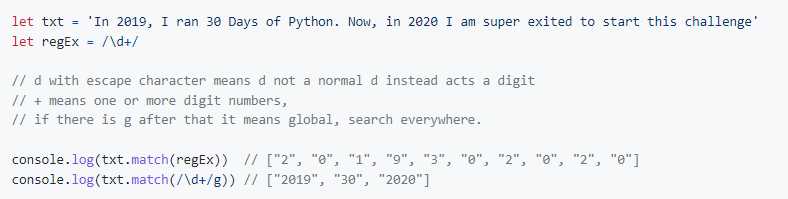 let txt = 'In 2019, I ran 30 Days of Python. Now, in 2020 I am super exited to start this challenge'
let regEx = /\d+/
// d with escape character means d not a normal d instead acts a digit
// + means one or more digit numbers,
// if there is g after that it means global, search everywhere.
console.log(txt.match(regEx))  // ["2", "0", "1", "9", "3", "0", "2", "0", "2", "0"]
console.log(txt.match(/\d+/g)) // ["2019", "30", "2020"]